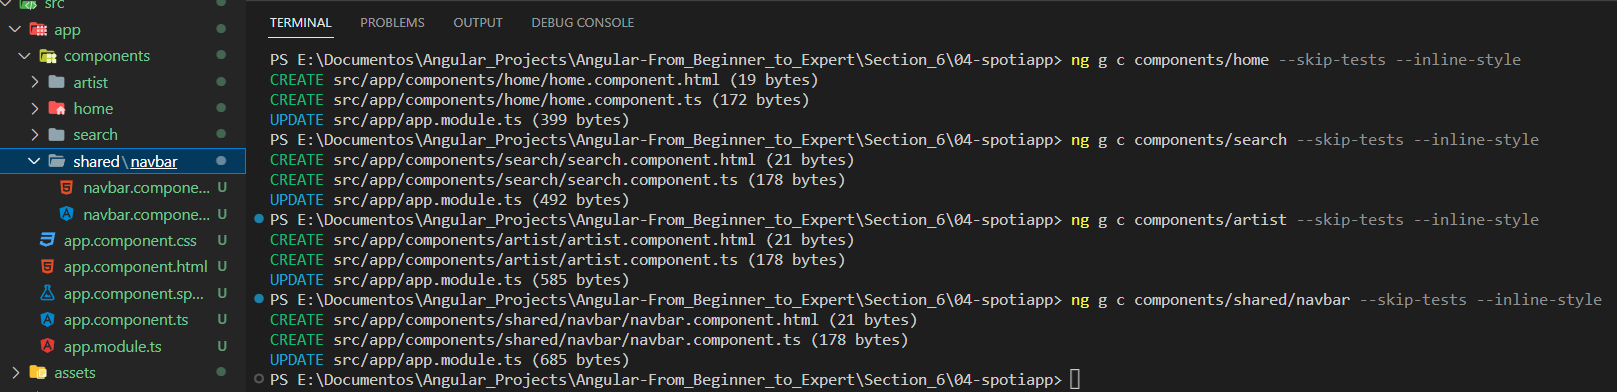 src
app
components
artist
home
search
shared\navbar
navbar.compone... U
navbar.compone... U
app.component.css U
app.component.html U
app.component.sp... U
app.component.ts U
app.module.ts U
assets
TERMINAL PROBLEMS OUTPUT DEBUG CONSOLE
PS E:\Documentos\Angular_Projects\Angular-From_Beginner_to_Expert\Section_6\04-spotiapp> ng g c components/home --skip-tests --inline-style
CREATE src/app/components/home/home.component.html (19 bytes)
CREATE src/app/components/home/home.component.ts (172 bytes)
UPDATE src/app/app.module.ts (399 bytes)
PS E:\Documentos\Angular_Projects\Angular-From_Beginner_to_Expert\Section_6\04-spotiapp> ng g c components/search --skip-tests --inline-style
CREATE src/app/components/search/search.component.html (21 bytes)
CREATE src/app/components/search/search.component.ts (178 bytes)
UPDATE src/app/app.module.ts (492 bytes)
PS E:\Documentos\Angular_Projects\Angular-From_Beginner_to_Expert\Section_6\04-spotiapp> ng g c components/artist --skip-tests --inline-style
CREATE src/app/components/artist/artist.component.html (21 bytes)
CREATE src/app/components/artist/artist.component.ts (178 bytes)
UPDATE src/app/app.module.ts (585 bytes)
PS E:\Documentos\Angular_Projects\Angular-From_Beginner_to_Expert\Section_6\04-spotiapp> ng g c components/shared/navbar --skip-tests --inline-style
CREATE src/app/components/shared/navbar/navbar.component.html (21 bytes)
CREATE src/app/components/shared/navbar/navbar.component.ts (178 bytes)
UPDATE src/app/app.module.ts (685 bytes)
PS E:\Documentos\Angular_Projects\Angular-From_Beginner_to_Expert\Section_6\04-spotiapp>